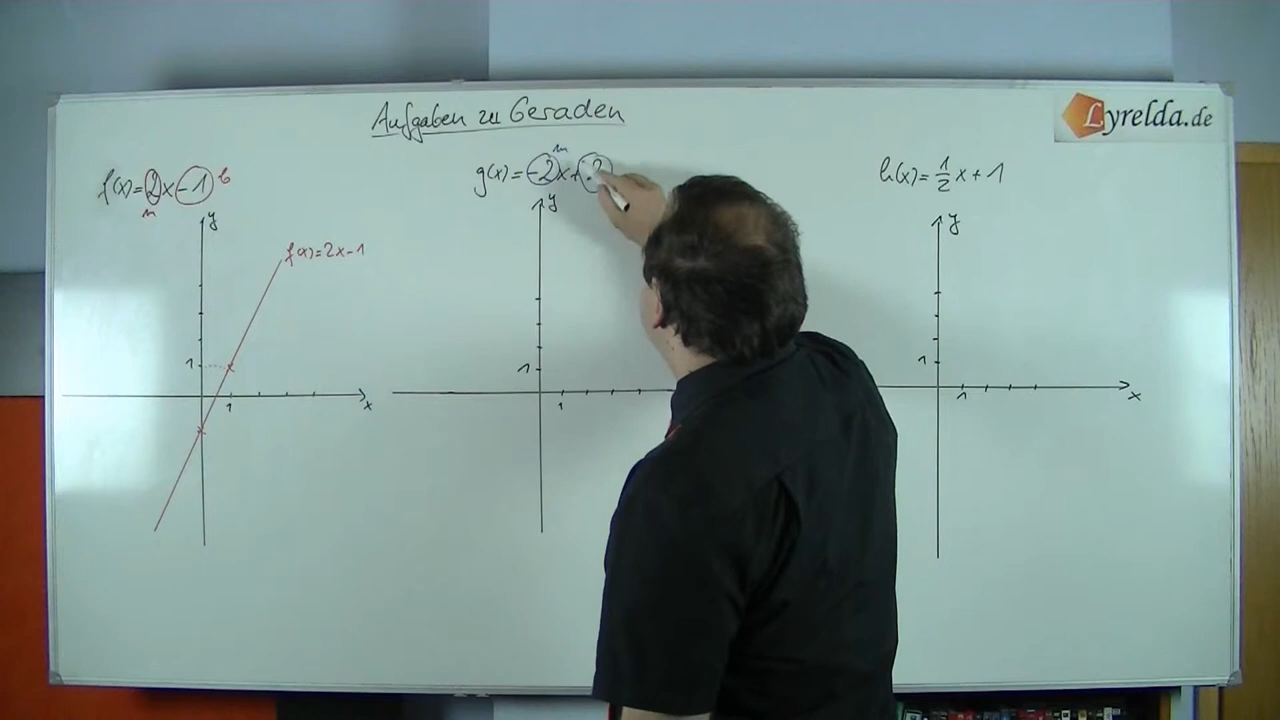 Aufgaben zu Geraden
Lyrelda.de
f(x)=2x-1 b
m
y
f(x)=2x-1
1
1
x
m
g(x)=-2x+
y
1
1
h(x)=1/2x+1
y
1
1
x